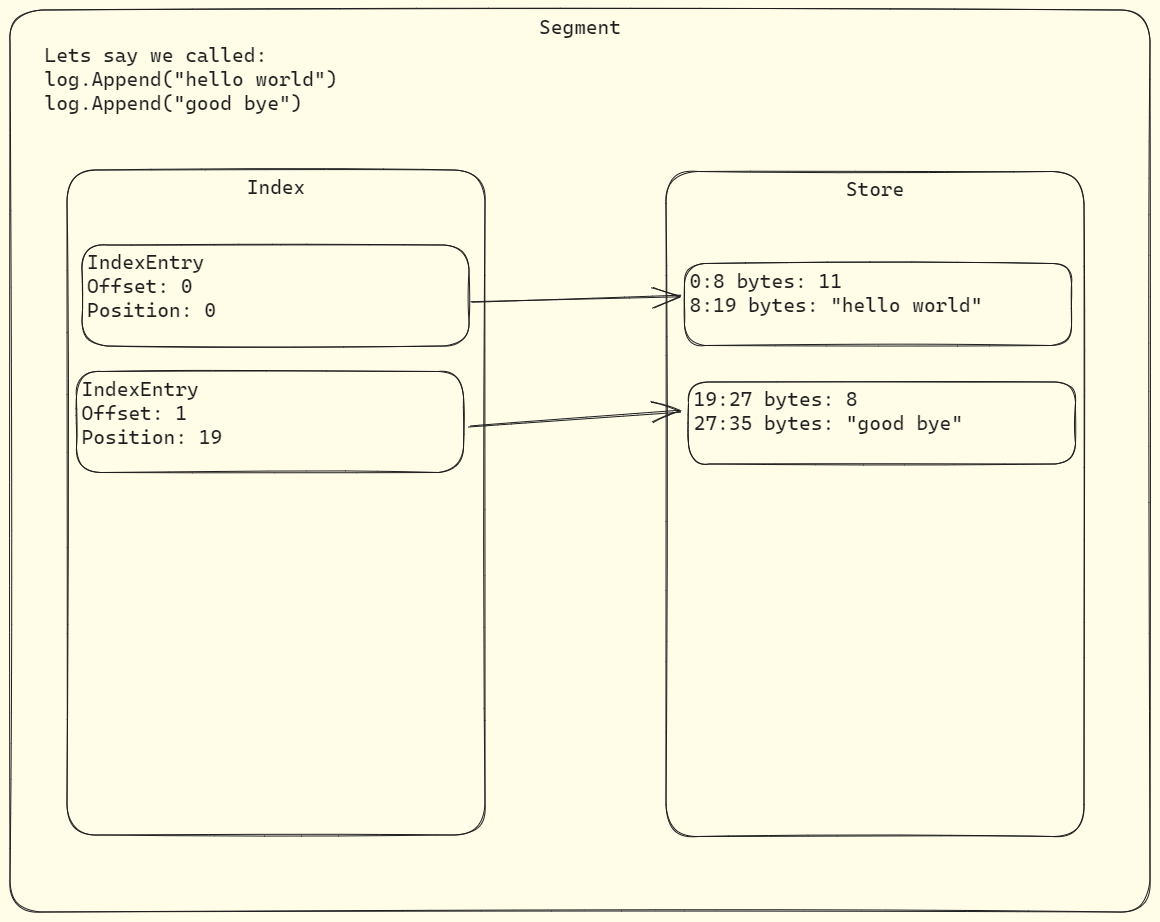 Segment
Lets say we called:
log.Append("hello world")
log.Append("good bye")
Index
IndexEntry
Offset: 0
Position: 0
IndexEntry
Offset: 1
Position: 19
Store
0:8 bytes: 11
8:19 bytes: "hello world"
19:27 bytes: 8
27:35 bytes: "good bye"